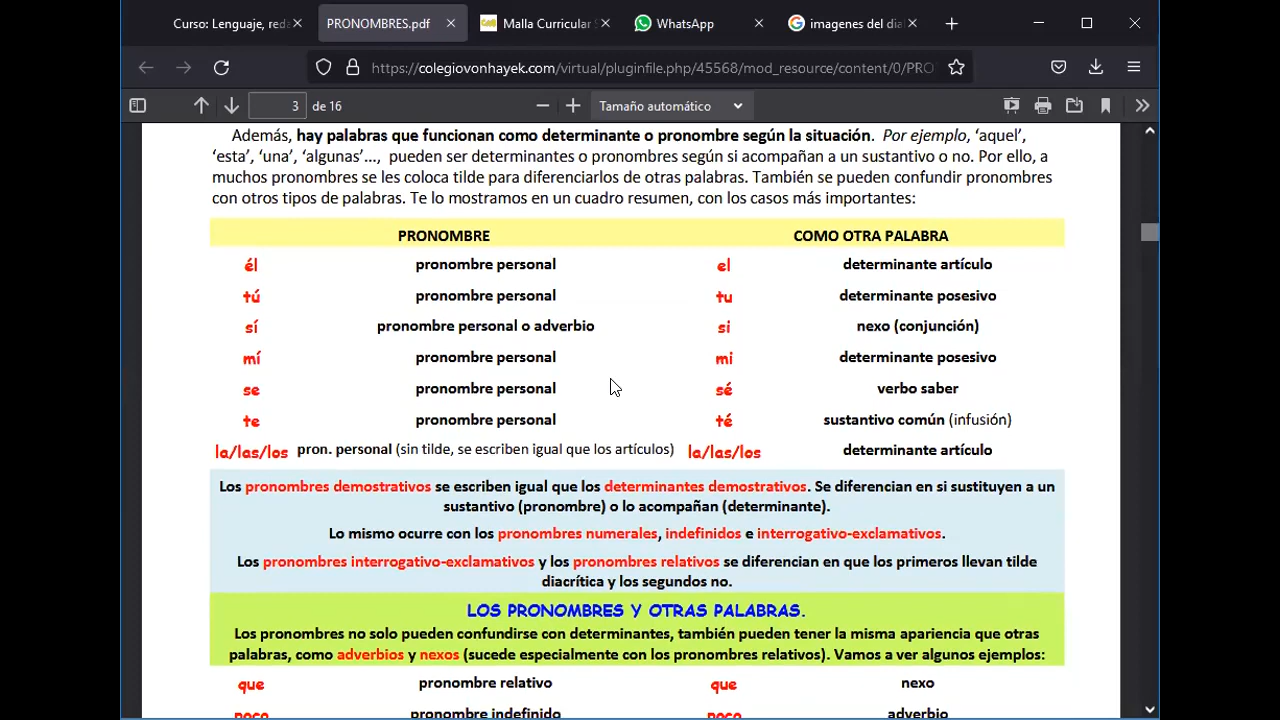 Curso: Lenguaje, red
PRONOMBRES.pdf
Malla Curricular
WhatsApp
imagenes del dia
https://colegiovonhayek.com/virtual/pluginfile.php/45568/mod_resource/content/0/PRO
3 de 16
Tamaño automático
Además, hay palabras que funcionan como determinante o pronombre según la situación. Por ejemplo, ‘aquel’,
‘esta’, ‘una’, ‘algunas’..., pueden ser determinantes o pronombres según si acompañan a un sustantivo o no. Por ello, a
muchos pronombres se les coloca tilde para diferenciarlos de otras palabras. También se pueden confundir pronombres
con otros tipos de palabras. Te lo mostramos en un cuadro resumen, con los casos más importantes:
PRONOMBRE COMO OTRA PALABRA
él pronombre personal el determinante artículo
tú pronombre personal tu determinante posesivo
sí pronombre personal o adverbio si nexo (conjunción)
mí pronombre personal mi determinante posesivo
se pronombre personal sé verbo saber
te pronombre personal té sustantivo común (infusión)
la/las/los pron. personal (sin tilde, se escriben igual que los artículos) la/las/los determinante artículo
Los pronombres demostrativos se escriben igual que los determinantes demostrativos. Se diferencian en si sustituyen a un
sustantivo (pronombre) o lo acompañan (determinante).
Lo mismo ocurre con los pronombres numerales, indefinidos e interrogativo-exclamativos.
Los pronombres interrogativo-exclamativos y los pronombres relativos se diferencian en que los primeros llevan tilde
diacrítica y los segundos no.
LOS PRONOMBRES Y OTRAS PALABRAS.
Los pronombres no solo pueden confundirse con determinantes, también pueden tener la misma apariencia que otras
palabras, como adverbios y nexos (sucede especialmente con los pronombres relativos). Vamos a ver algunos ejemplos:
que pronombre relativo que nexo
poco pronombre indefinido poco adverbio